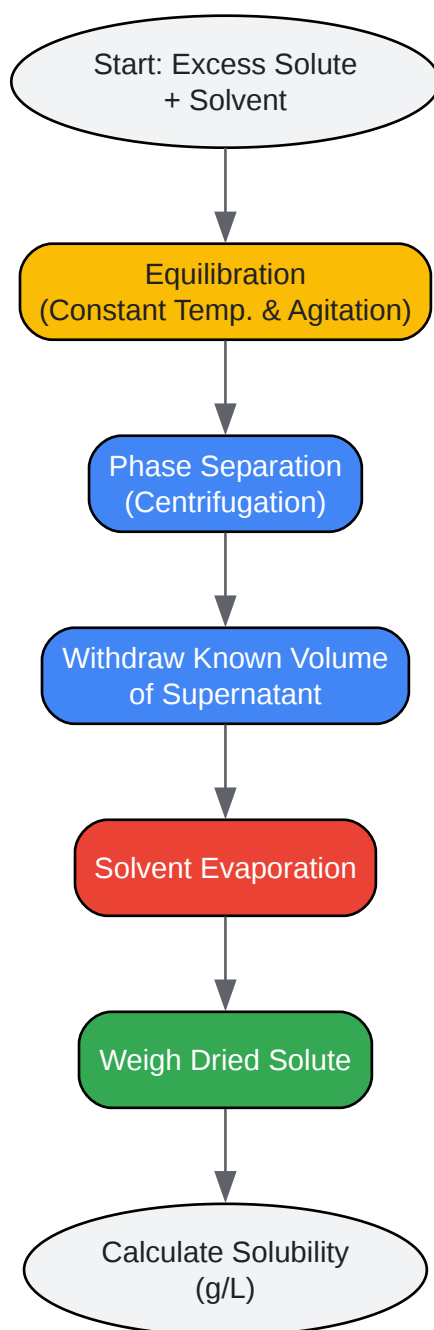 Start: Excess Solute
+ Solvent
Equilibration
(Constant Temp. & Agitation)
Phase Separation
(Centrifugation)
Withdraw Known Volume
of Supernatant
Solvent Evaporation
Weigh Dried Solute
Calculate Solubility
(g/L)